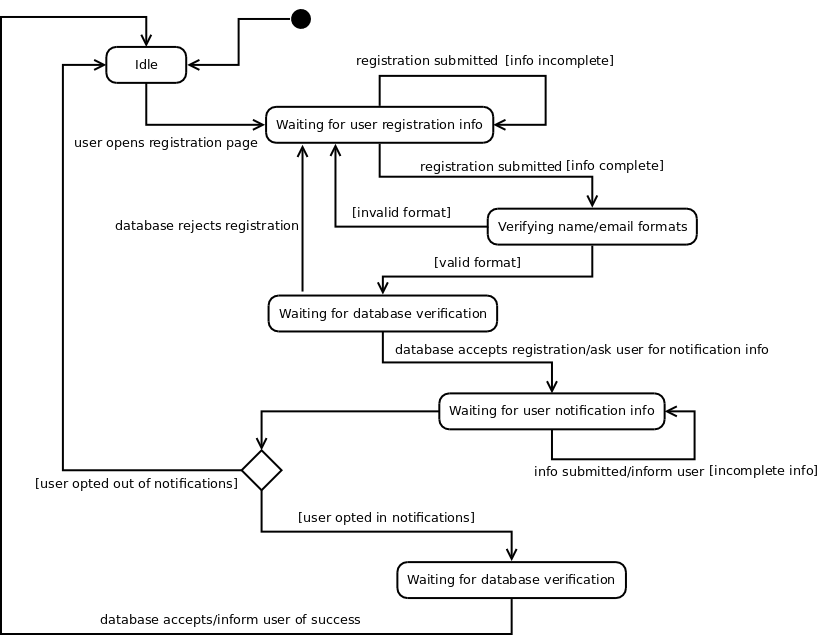 Idle
registration submitted [info incomplete]
Waiting for user registration info
user opens registration page
registration submitted [info complete]
[invalid format]
database rejects registration
Verifying name/email formats
[valid format]
Waiting for database verification
database accepts registration/ask user for notification info
Waiting for user notification info
info submitted/inform user [incomplete info]
[user opted out of notifications]
[user opted in notifications]
Waiting for database verification
database accepts/inform user of success